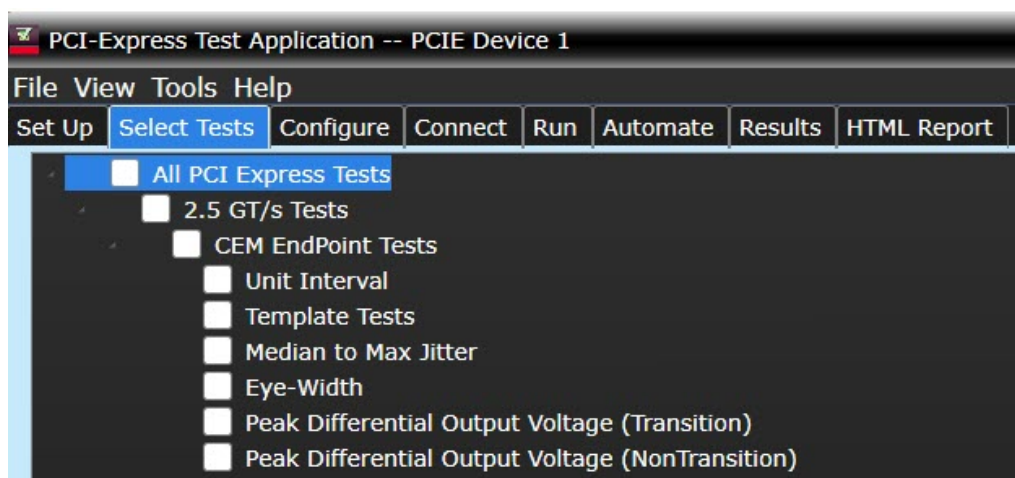 PCI-Express Test Application -- PCIE Device 1
File View Tools Help
Set Up Select Tests Configure Connect Run Automate Results HTML Report
All PCI Express Tests
2.5 GT/s Tests
CEM EndPoint Tests
Unit Interval
Template Tests
Median to Max Jitter
Eye-Width
Peak Differential Output Voltage (Transition)
Peak Differential Output Voltage (NonTransition)